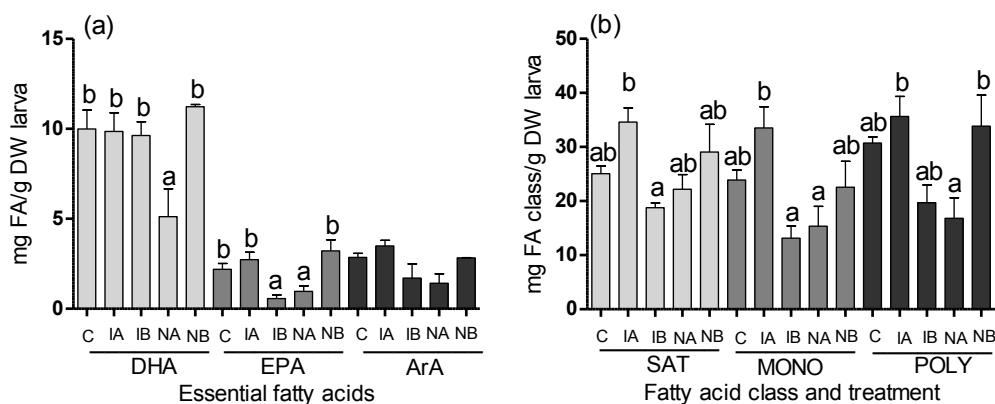 (a)
mg FA/g DW larva
15
10
5
0
b b b a b b b a a b
C IA IB NA NB C IA IB NA NB C IA IB NA NB
DHA EPA ArA
Essential fatty acids
(b)
mg FA class/g DW larva
50
40
30
20
10
0
ab b a ab ab ab b a a ab ab b ab a b
C IA IB NA NB C IA IB NA NB C IA IB NA NB
SAT MONO POLY
Fatty acid class and treatment